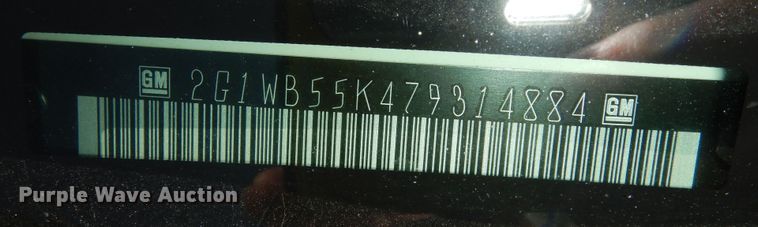 GM 2G1WB55K479314884 GM
Purple Wave Auction